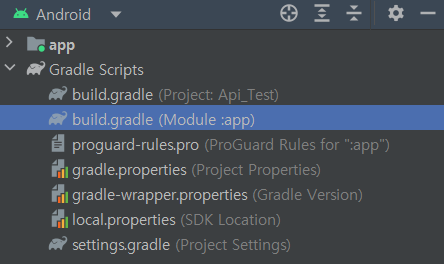 Android
app
Gradle Scripts
build.gradle (Project: Api_Test)
build.gradle (Module :app)
proguard-rules.pro (ProGuard Rules for ":app")
gradle.properties (Project Properties)
gradle-wrapper.properties (Gradle Version)
local.properties (SDK Location)
settings.gradle (Project Settings)